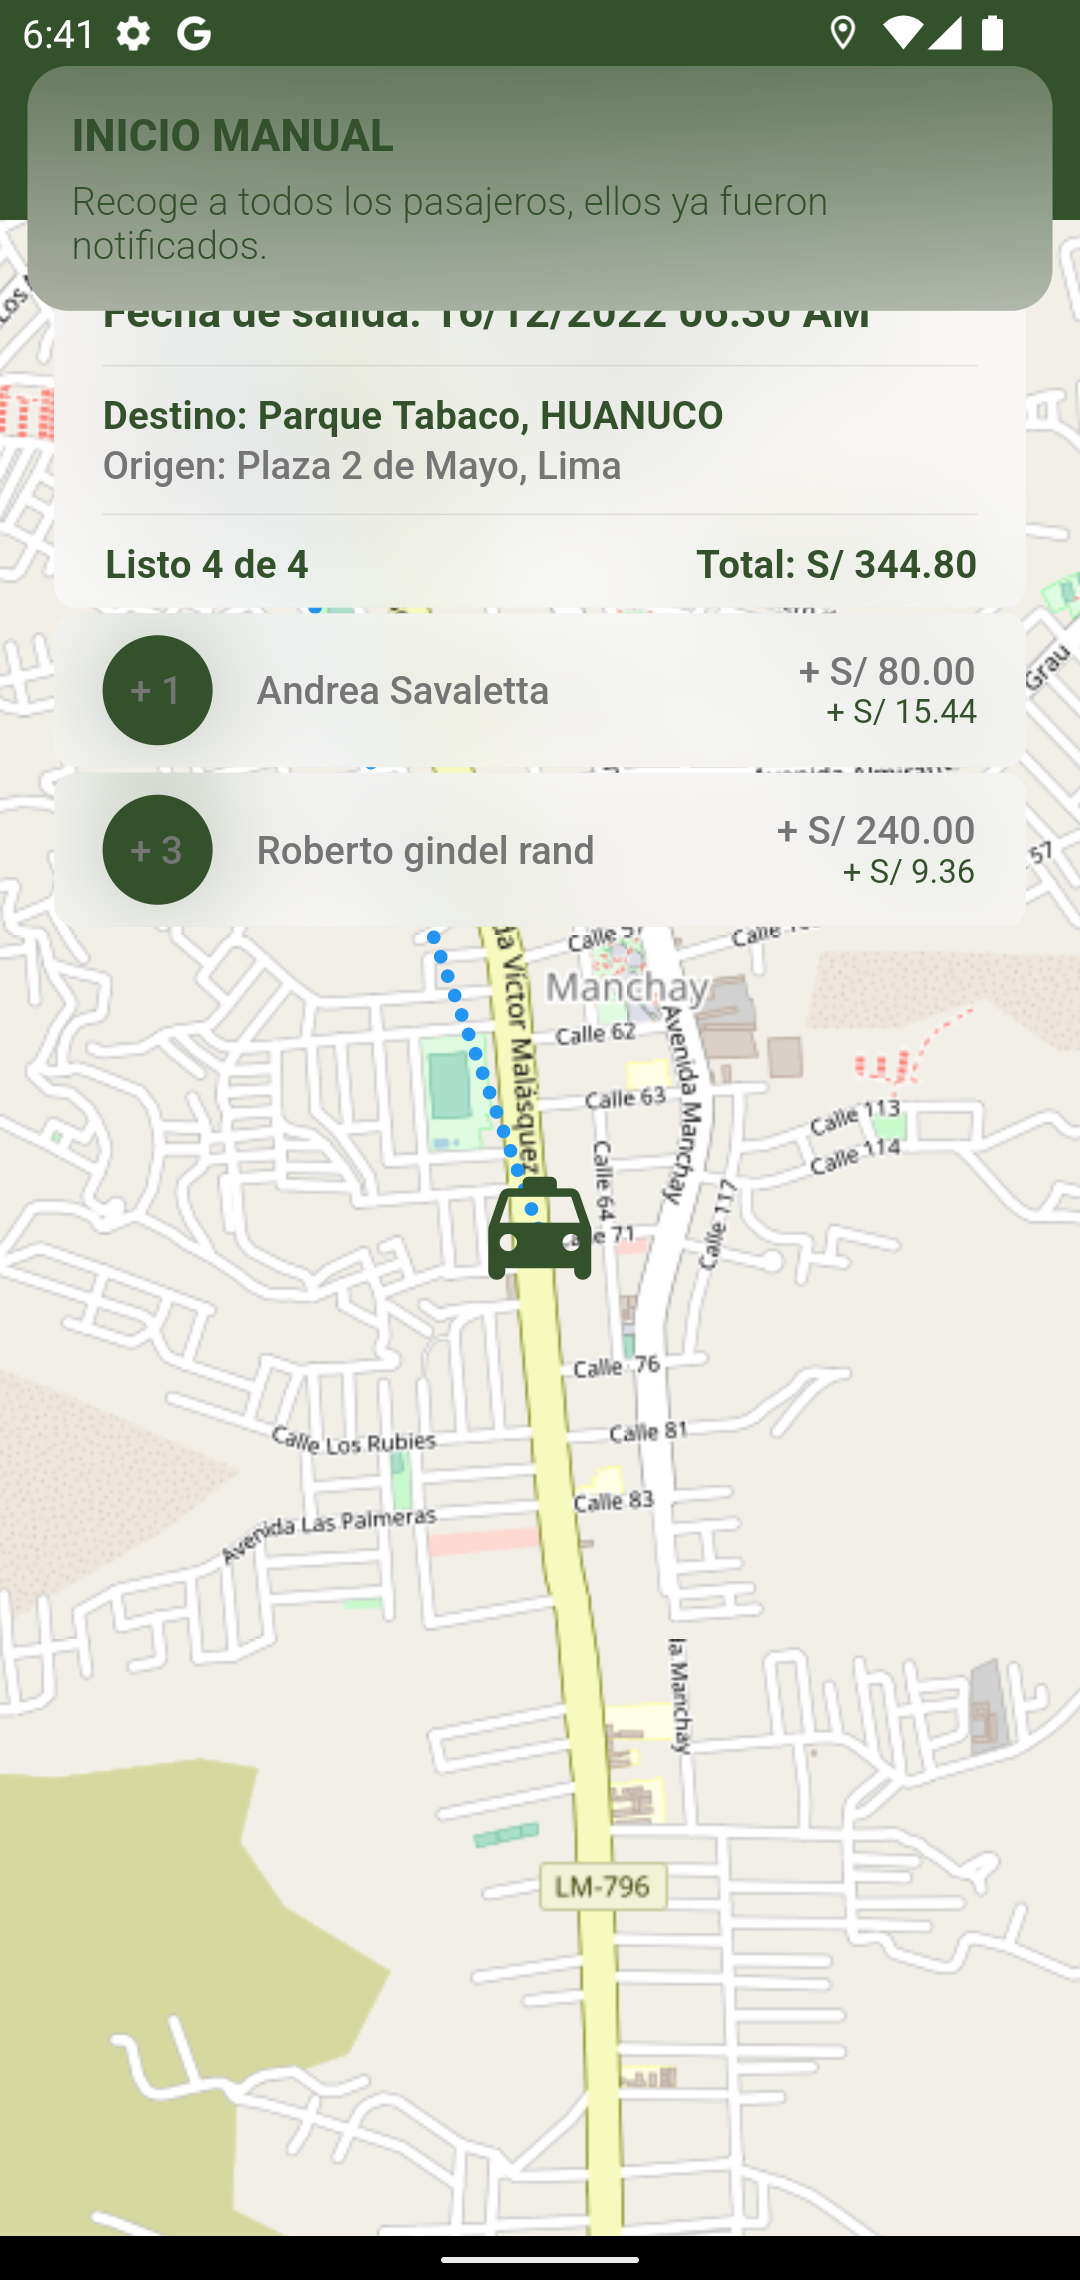 6:41
INICIO MANUAL
Recoge a todos los pasajeros, ellos ya fueron
notificados.
Fecha de salida: 16/12/2022 06:30 AM
Destino: Parque Tabaco, HUANUCO
Origen: Plaza 2 de Mayo, Lima
Listo 4 de 4
Total: S/ 344.80
+ 1
Andrea Savaletta
+ S/ 80.00
+ S/ 15.44
+ 3
Roberto gindel rand
+ S/ 240.00
+ S/ 9.36
Los
Grau
57
Calle
Víctor Malásquez
Manchay
Calle 62
Avenida Manchay
Calle 63
Calle 113
Calle 114
Calle 64
Calle 117
71
Calle 76
Calle 81
Calle Los Rubies
Calle 83
Avenida Las Palmeras
la Manchay
LM-796